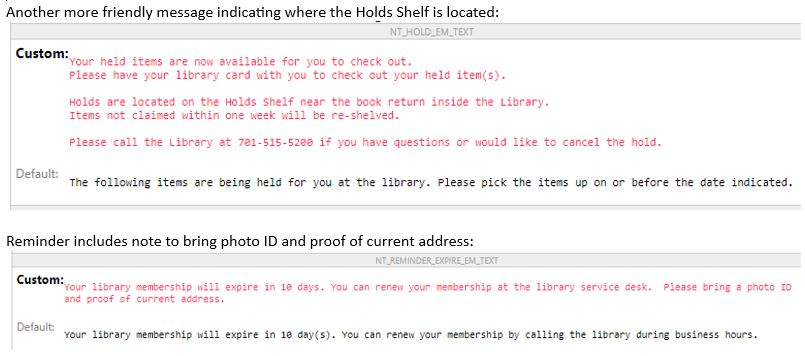 Another more friendly message indicating where the Holds Shelf is located:
NT_HOLD_EM_TEXT
Custom:
Your held items are now available for you to check out.
Please have your library card with you to check out your held item(s).
Holds are located on the Holds Shelf near the book return inside the Library.
Items not claimed within one week will be re-shelved.
Please call the Library at 701-515-5200 if you have questions or would like to cancel the hold.
Default:
The following items are being held for you at the library. Please pick the items up on or before the date indicated.
Reminder includes note to bring photo ID and proof of current address:
NT_REMINDER_EXPIRE_EM_TEXT
Custom:
Your library membership will expire in 10 days. You can renew your membership at the library service desk.  Please bring a photo ID
and proof of current address.
Default:
Your library membership will expire in 10 day(s). You can renew your membership by calling the library during business hours.